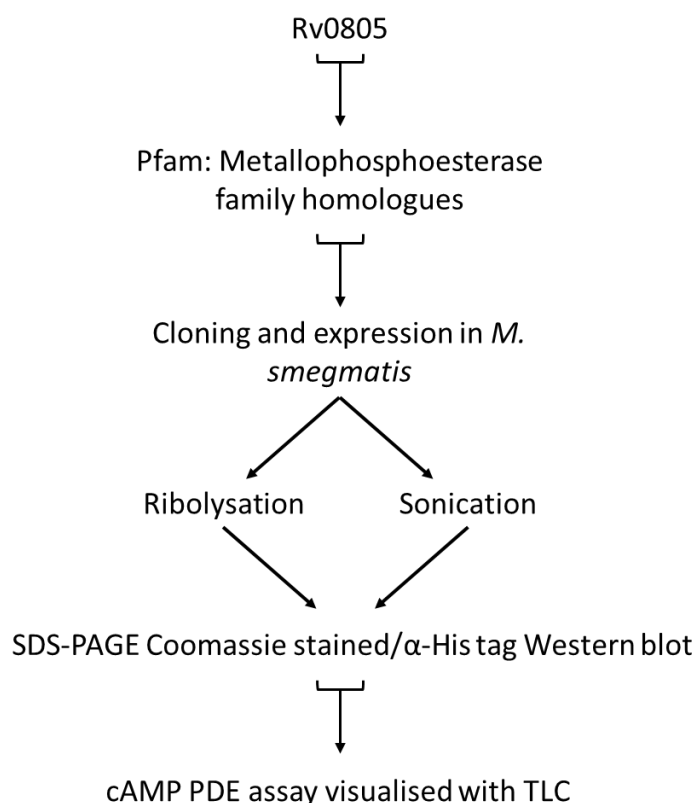 Rv0805
Pfam: Metallophosphoesterase
family homologues
Cloning and expression in M.
smegmatis
Ribolysation
Sonication
SDS-PAGE Coomassie stained/α-His tag Western blot
cAMP PDE assay visualised with TLC